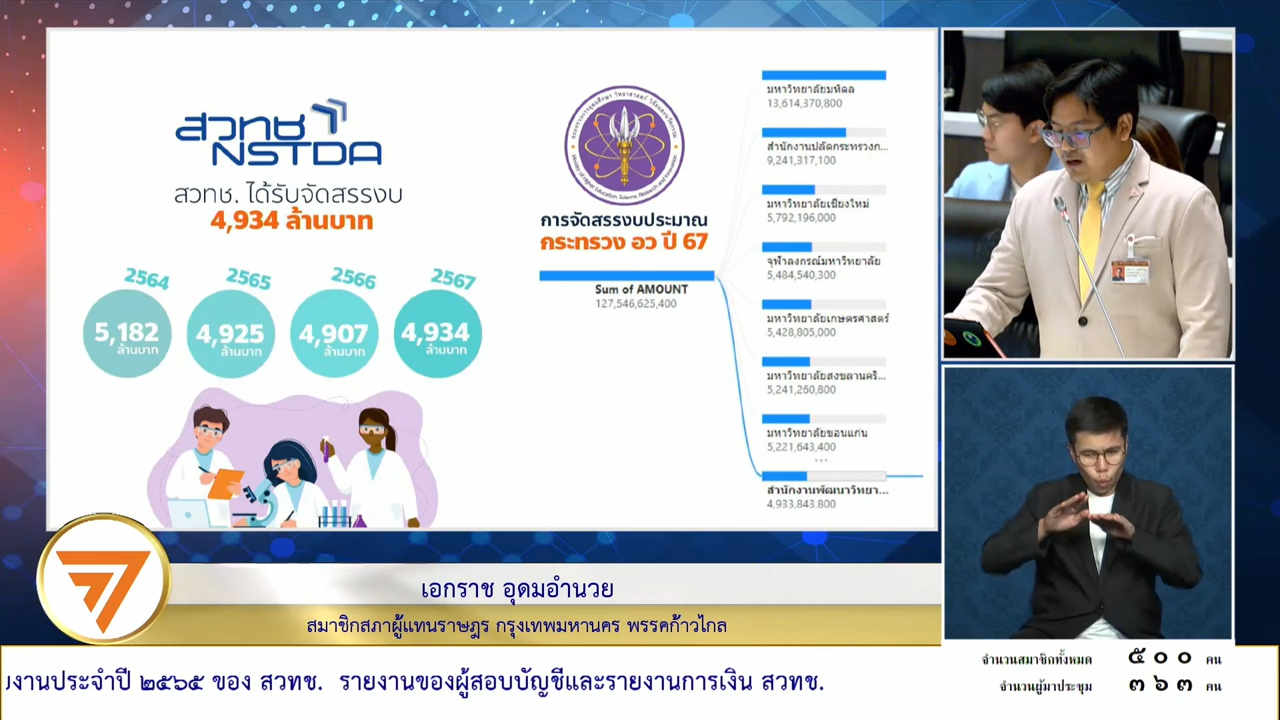 สวทช
NSTDA
สวทช. ได้รับจัดสรรงบ
4,934 ล้านบาท
2564
2565
2566
2567
5,182
ล้านบาท
4,925
ล้านบาท
4,907
ล้านบาท
4,934
ล้านบาท
การจัดสรรงบประมาณ
กระทรวง อว ปี 67
Sum of AMOUNT
127,546,625,400
มหาวิทยาลัยมหิดล
13,614,370,800
สำนักงานปลัดกระทรวงก...
9,241,317,100
มหาวิทยาลัยเชียงใหม่
5,792,196,000
จุฬาลงกรณ์มหาวิทยาลัย
5,484,540,300
มหาวิทยาลัยเกษตรศาสตร์
5,428,805,000
มหาวิทยาลัยสงขลานคริ...
5,241,260,800
มหาวิทยาลัยขอนแก่น
5,221,643,400
...
สำนักงานพัฒนาวิทยา...
4,933,843,800
เอกราช อุดมอำนวย
สมาชิกสภาผู้แทนราษฎร กรุงเทพมหานคร พรรคก้าวไกล
จำนวนสมาชิกทั้งหมด ๕๐๐ คน
จำนวนผู้มาประชุม ๓๖๓ คน
งานประจำปี ๒๕๖๕ ของ สวทช. รายงานของผู้สอบบัญชีและรายงานการเงิน สวทช.